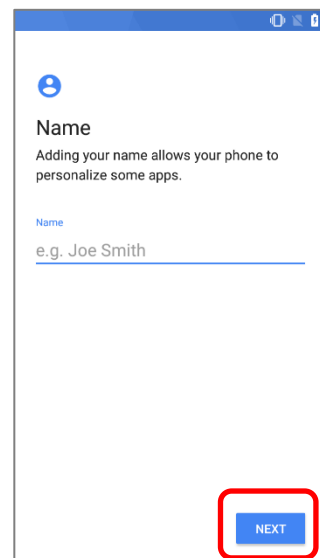 Name
Adding your name allows your phone to
personalize some apps.
Name
e.g. Joe Smith
NEXT